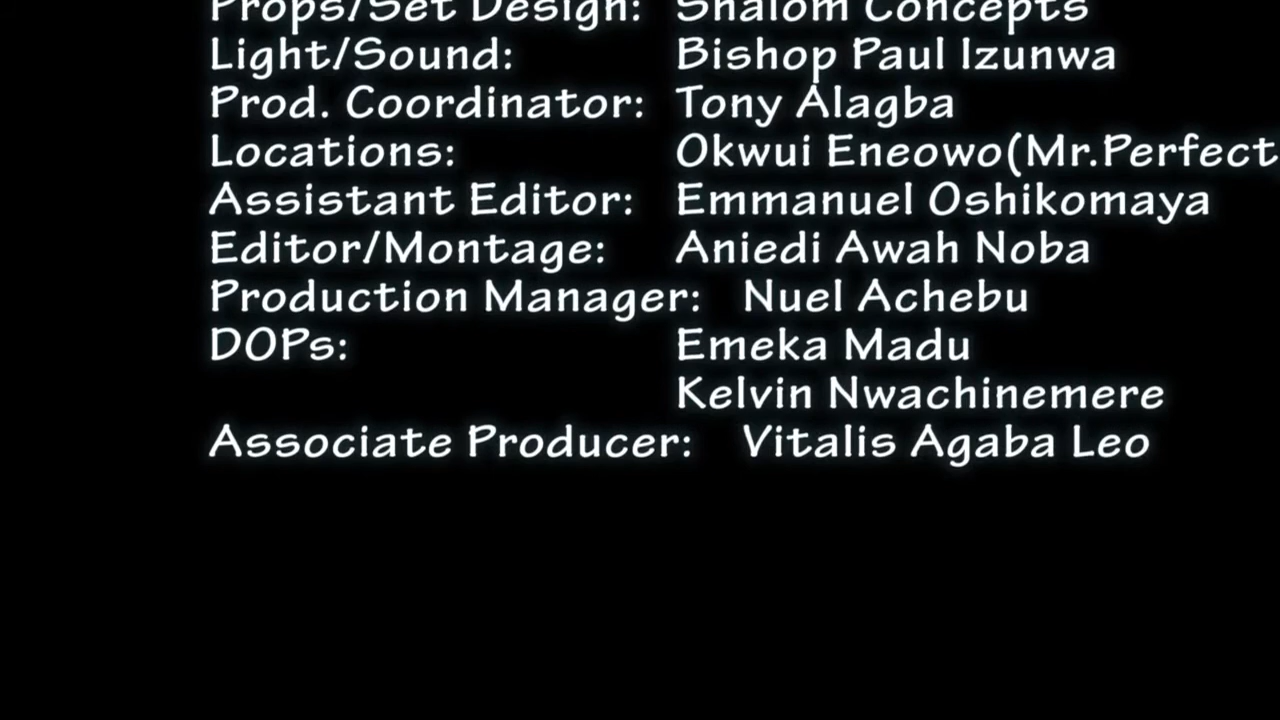 Props/Set Design: Shalom Concepts
Light/Sound: Bishop Paul Izunwa
Prod. Coordinator: Tony Alagba
Locations: Okwui Eneowo(Mr.Perfect
Assistant Editor: Emmanuel Oshikomaya
Editor/Montage: Aniedi Awah Noba
Production Manager: Nuel Achebu
DOPs: Emeka Madu
Kelvin Nwachinemere
Associate Producer: Vitalis Agaba Leo